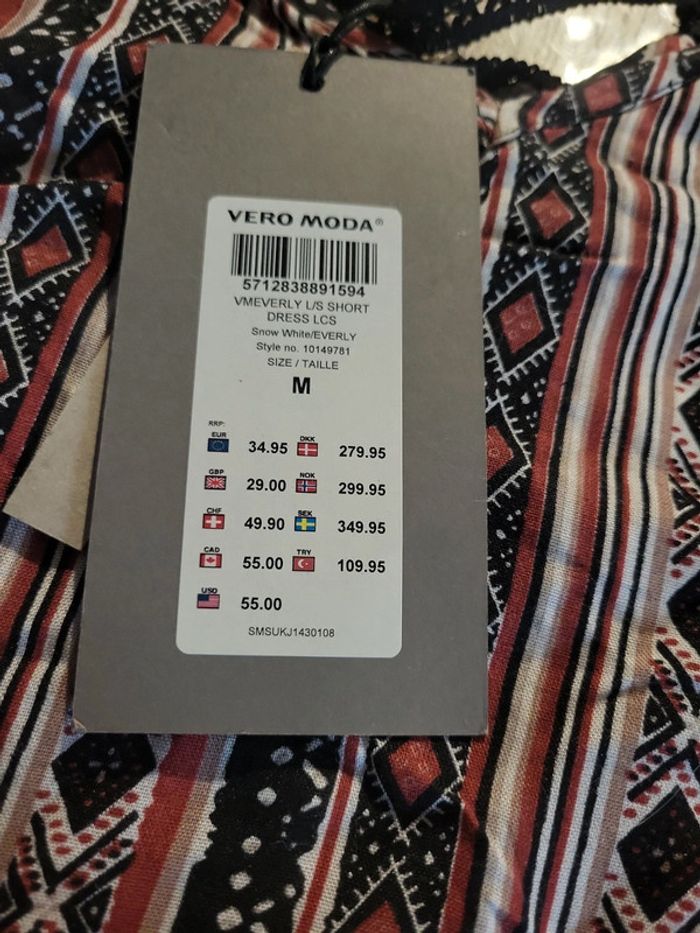 VERO MODA®
5712838891594
VMEVERLY L/S SHORT
DRESS LCS
Snow White/EVERLY
Style no. 10149781
SIZE / TAILLE
M
RRP:
EUR 34.95 DKK 279.95
GBP 29.00 NOK 299.95
CHF 49.90 SEK 349.95
CAD 55.00 TRY 109.95
USD 55.00
SMSUKJ1430108